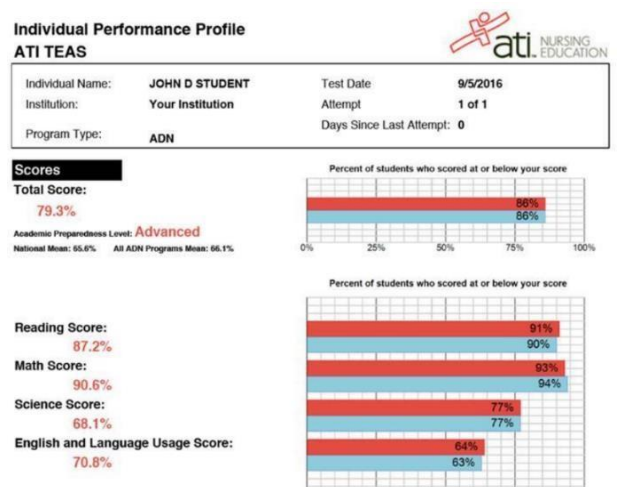 Individual Performance Profile
ATI TEAS
ati NURSING EDUCATION
Individual Name: JOHN D STUDENT Test Date 9/5/2016
Institution: Your Institution Attempt 1 of 1
Days Since Last Attempt: 0
Program Type: ADN
Scores Percent of students who scored at or below your score
Total Score:
79.3%
86%
86%
Academic Preparedness Level: Advanced
National Mean: 65.6% All ADN Programs Mean: 66.1%
0% 25% 50% 75% 100%
Percent of students who scored at or below your score
Reading Score: 91%
87.2% 90%
Math Score: 93%
90.6% 94%
Science Score: 77%
68.1% 77%
English and Language Usage Score: 64%
70.8% 63%